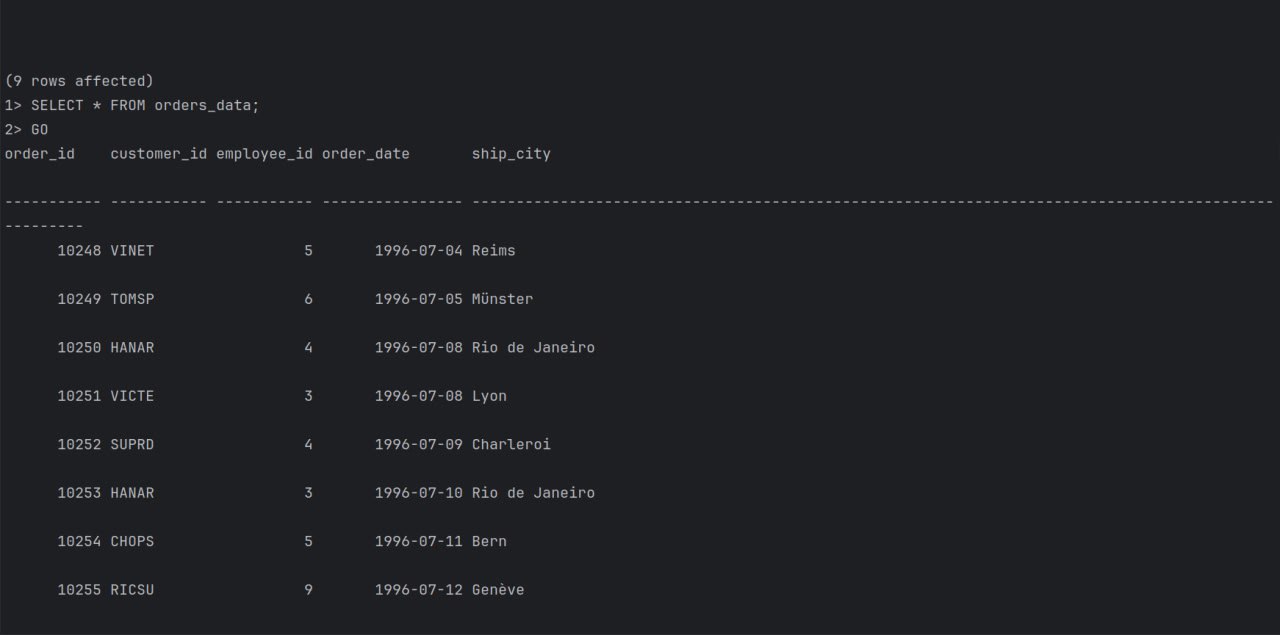 (9 rows affected)
1> SELECT * FROM orders_data;
2> GO
order_id    customer_id employee_id order_date       ship_city
----------- ----------- ----------- ---------------- -------------------------------------------------------------------------------------------
---------
      10248 VINET                 5       1996-07-04 Reims
      10249 TOMSP                 6       1996-07-05 Münster
      10250 HANAR                 4       1996-07-08 Rio de Janeiro
      10251 VICTE                 3       1996-07-08 Lyon
      10252 SUPRD                 4       1996-07-09 Charleroi
      10253 HANAR                 3       1996-07-10 Rio de Janeiro
      10254 CHOPS                 5       1996-07-11 Bern
      10255 RICSU                 9       1996-07-12 Genève